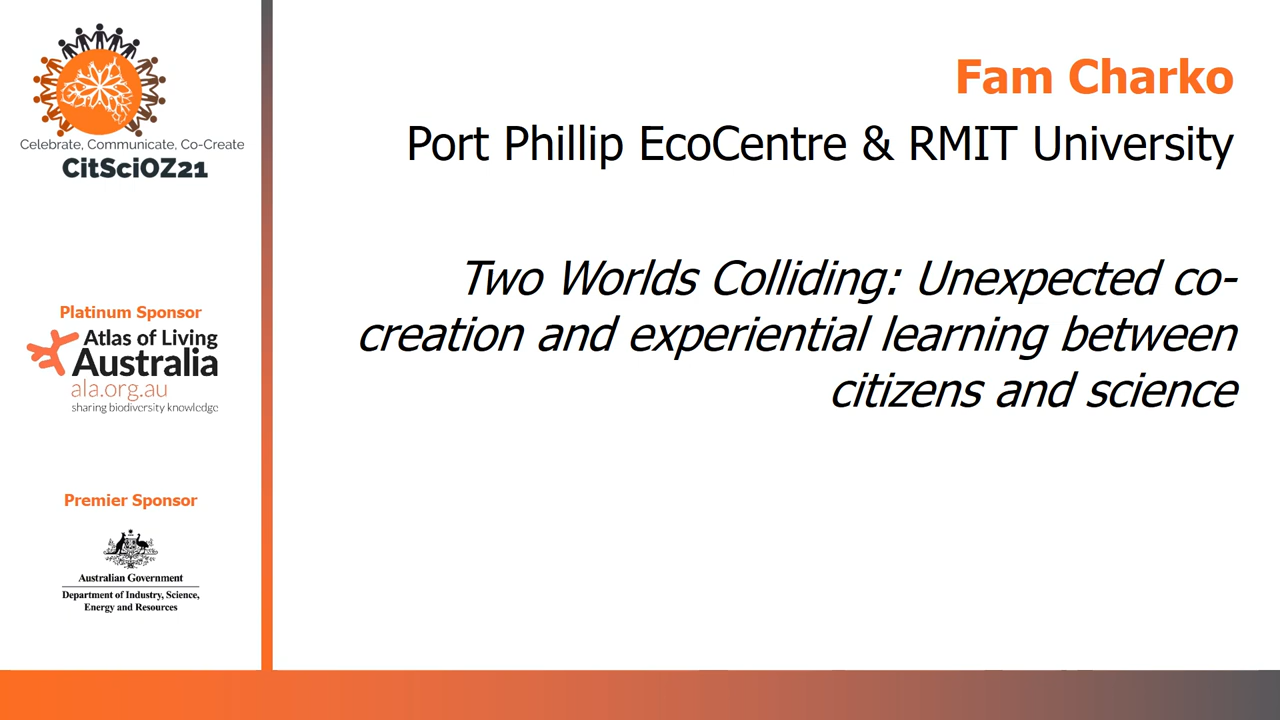 Celebrate, Communicate, Co-Create
CitSciOZ21
Platinum Sponsor
Atlas of Living
Australia
ala.org.au
sharing biodiversity knowledge
Premier Sponsor
Australian Government
Department of Industry, Science,
Energy and Resources
Fam Charko
Port Phillip EcoCentre & RMIT University
Two Worlds Colliding: Unexpected co-
creation and experiential learning between
citizens and science